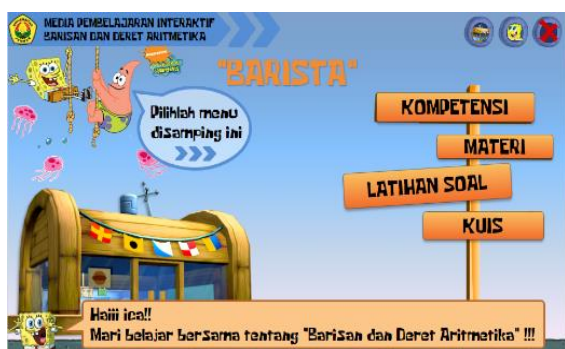 MEDIA PEMBELAJARAN INTERAKTIF
BARISAN DAN DERET ARITMETIKA
"BARISTA"
Pilihlah menu
disamping ini
KOMPETENSI
MATERI
LATIHAN SOAL
KUIS
Haiii ica!!
Mari belajar bersama tentang "Barisan dan Deret Aritmetika" !!!